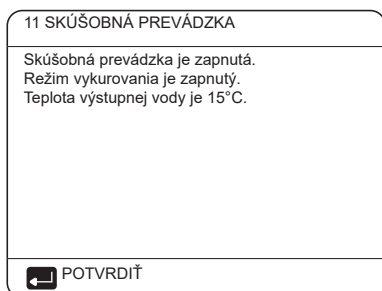 11 SKÚŠOBNÁ PREVÁDZKA
Skúšobná prevádzka je zapnutá.
Režim vykurovania je zapnutý.
Teplota výstupnej vody je 15°C.
POTVRDIŤ